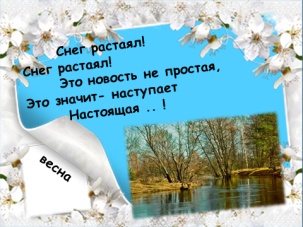 Снег растаял!
Снег растаял!
Это новость не простая,
Это значит- наступает
Настоящая .. !
весна